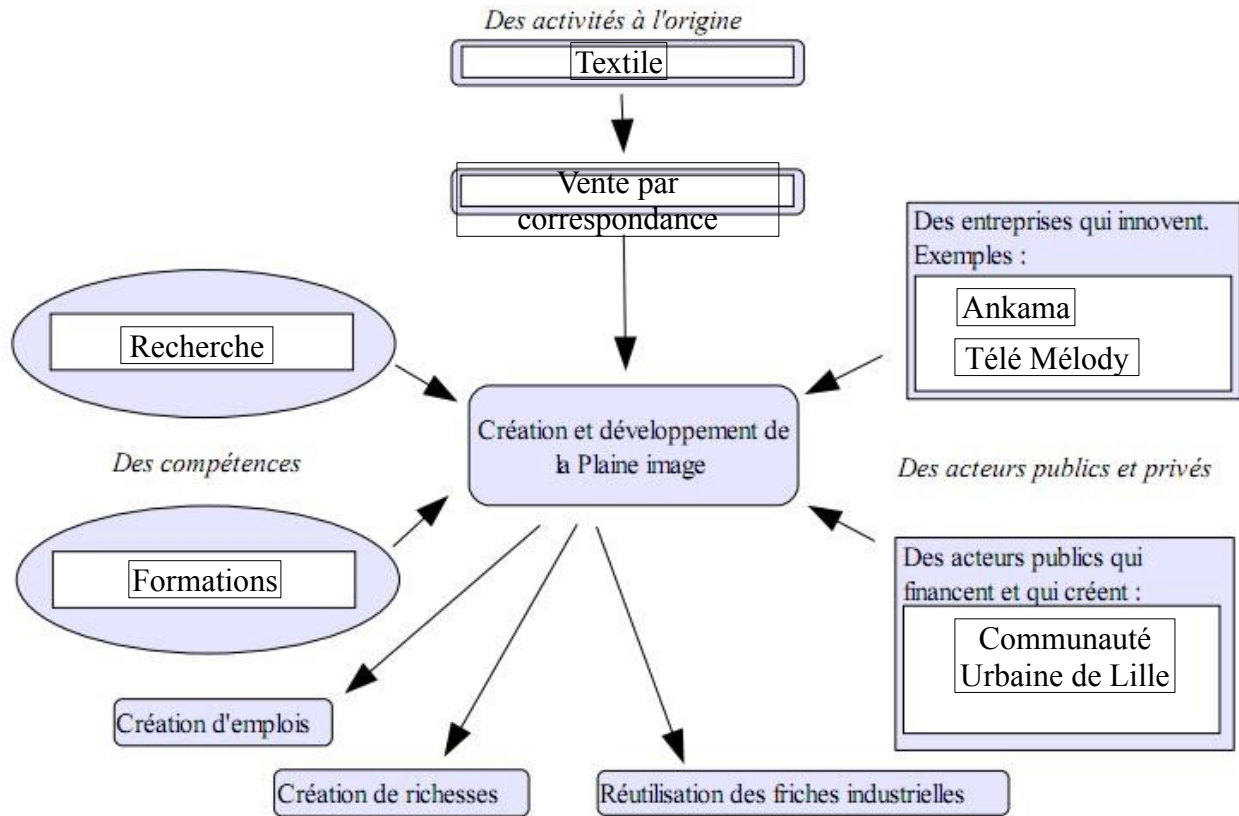 Des activités à l'origine
Textile
Vente par
correspondance
Des entreprises qui innovent.
Exemples :
Ankama
Télé Mélody
Recherche
Création et développement de
la Plaine image
Des compétences
Des acteurs publics et privés
Formations
Des acteurs publics qui
financent et qui créent :
Communauté
Urbaine de Lille
Création d'emplois
Création de richesses
Réutilisation des friches industrielles